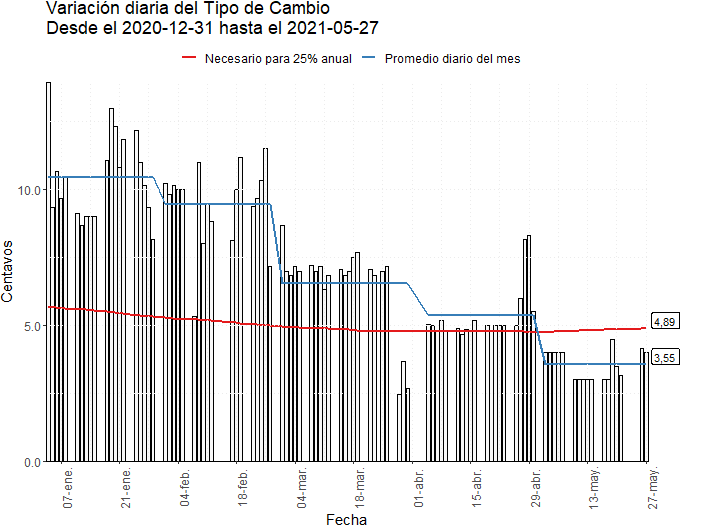 Variación diaria del Tipo de Cambio
Desde el 2020-12-31 hasta el 2021-05-27
Necesario para 25% anual Promedio diario del mes
Centavos
10.0
5.0
0.0
4,89
3,55
07-ene. 21-ene. 04-feb. 18-feb. 04-mar. 18-mar. 01-abr. 15-abr. 29-abr. 13-may. 27-may.
Fecha